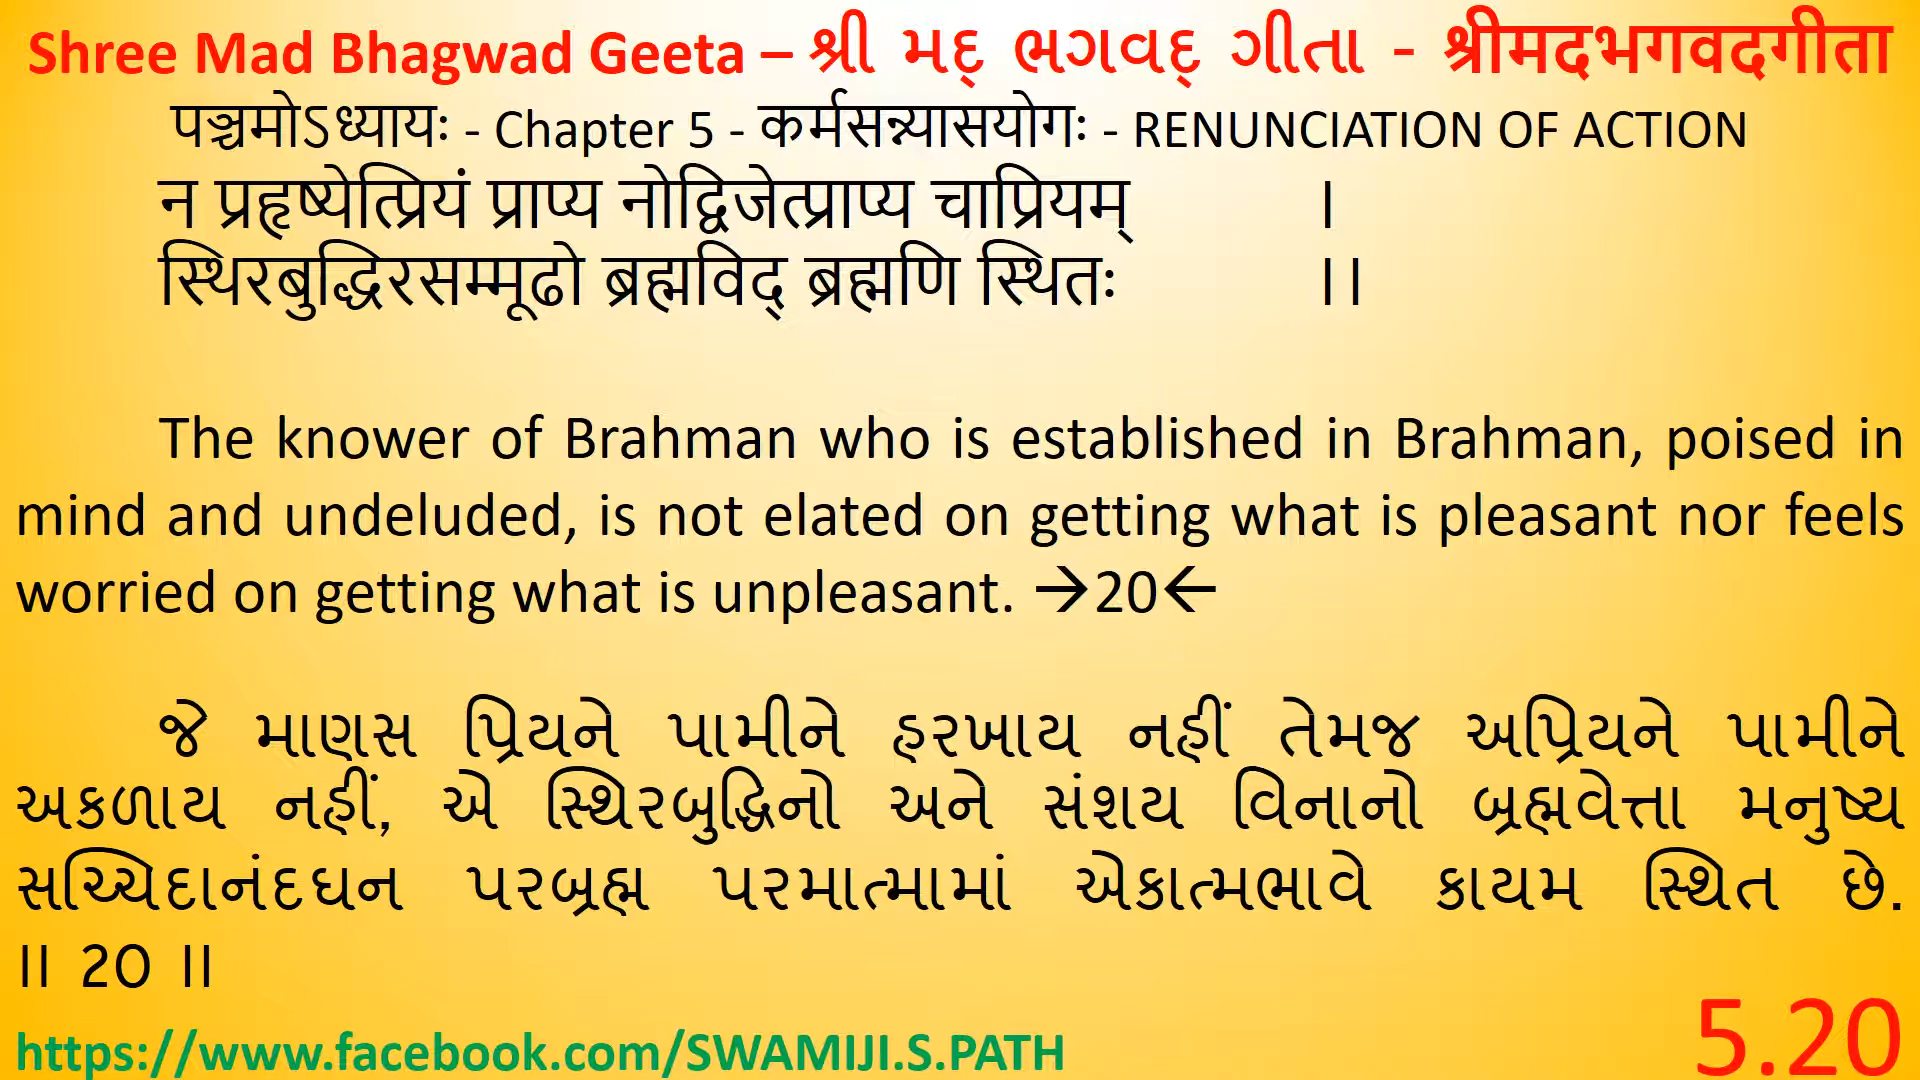 Shree Mad Bhagwad Geeta – શ્રી મદ્ ભગવદ્ ગીતા - श्रीमदभगवदगीता
पञ्चमोऽध्यायः - Chapter 5 - कर्मसन्न्यासयोगः - RENUNCIATION OF ACTION
न प्रहृष्येत्प्रियं प्राप्य नोद्विजेत्प्राप्य चाप्रियम् ।
स्थिरबुद्धिरसम्मूढो ब्रह्मविद् ब्रह्मणि स्थितः ।।
The knower of Brahman who is established in Brahman, poised in
mind and undeluded, is not elated on getting what is pleasant nor feels
worried on getting what is unpleasant. →20←
જે માણસ પ્રિયને પામીને હરખાય નહીં તેમજ અપ્રિયને પામીને
અકળાય નહીં, એ સ્થિરબુદ્ધિનો અને સંશય વિનાનો બ્રહ્મવેત્તા મનુષ્ય
સચ્ચિદાનંદઘન પરબ્રહ્મ પરમાત્મામાં એકાત્મભાવે કાયમ સ્થિત છે.
।। 20 ।।
https://www.facebook.com/SWAMIJI.S.PATH
5.20